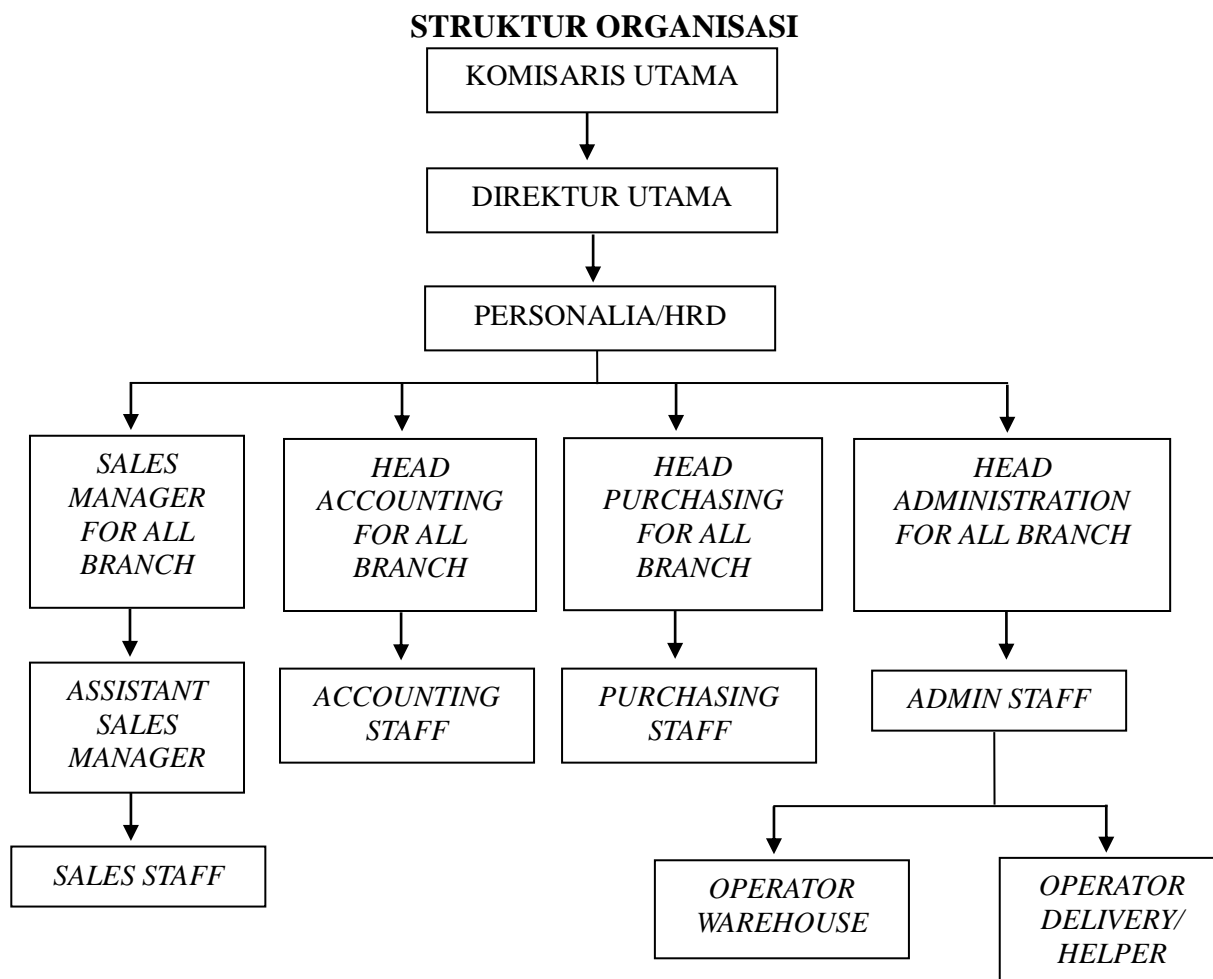 STRUKTUR ORGANISASI
KOMISARIS UTAMA
DIREKTUR UTAMA
PERSONALIA/HRD
SALES
MANAGER
FOR ALL
BRANCH
HEAD
ACCOUNTING
FOR ALL
BRANCH
HEAD
PURCHASING
FOR ALL
BRANCH
HEAD
ADMINISTRATION
FOR ALL BRANCH
ASSISTANT
SALES
MANAGER
ACCOUNTING
STAFF
PURCHASING
STAFF
ADMIN STAFF
SALES STAFF
OPERATOR
WAREHOUSE
OPERATOR
DELIVERY/
HELPER